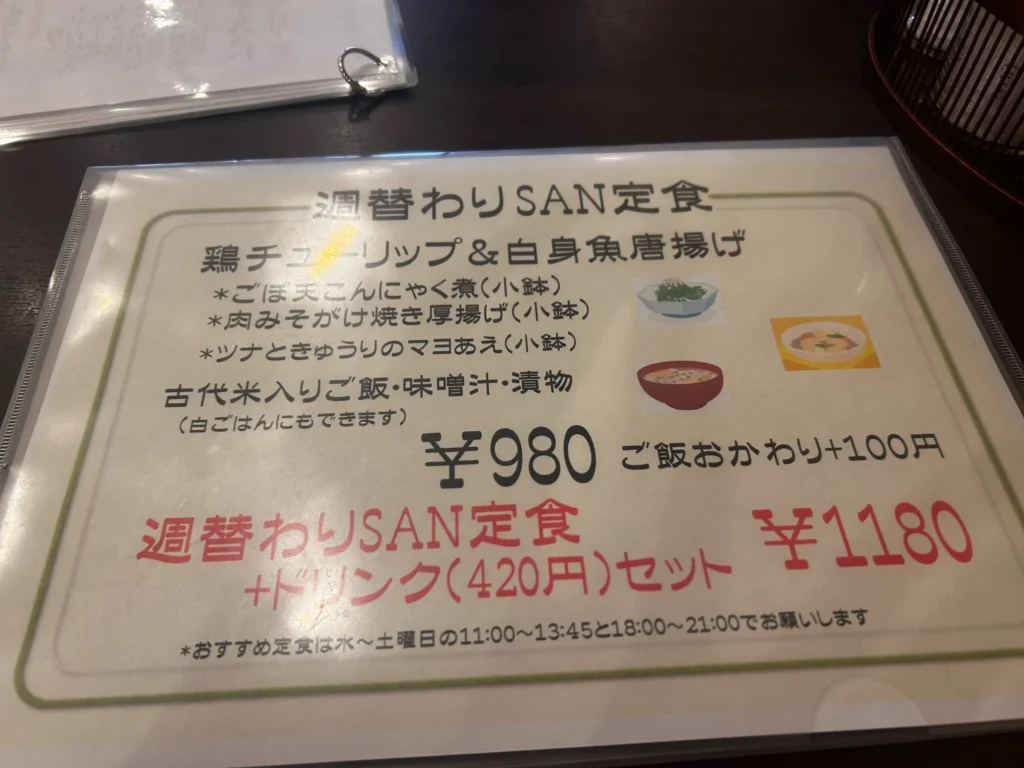 週替わりSAN定食
鶏チューリップ&白身魚唐揚げ
*ごぼ天こんにゃく煮(小鉢)
*肉みそがけ焼き厚揚げ(小鉢)
*ツナときゅうりのマヨあえ(小鉢)
古代米入りご飯・味噌汁・漬物
(白ごはんにもできます)
¥980 ご飯おかわり+100円
週替わりSAN定食
+ドリンク(420円)セット ¥1180
*おすすめ定食は水~土曜日の11:00~13:45と18:00~21:00でお願いします